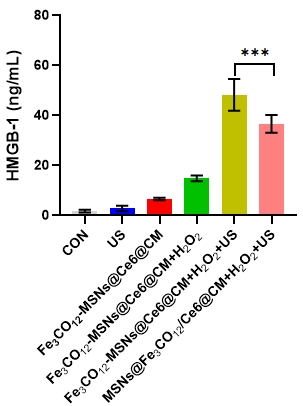 HMGB-1 (ng/mL)
80
60
40
20
0
***
CON
US
Fe₃CO₁₂-MSNs@Ce6@CM
Fe₃CO₁₂-MSNs@Ce6@CM+H₂O₂
Fe₃CO₁₂-MSNs@Ce6@CM+H₂O₂+US
MSNs@Fe₃CO₁₂/Ce6@CM+H₂O₂+US